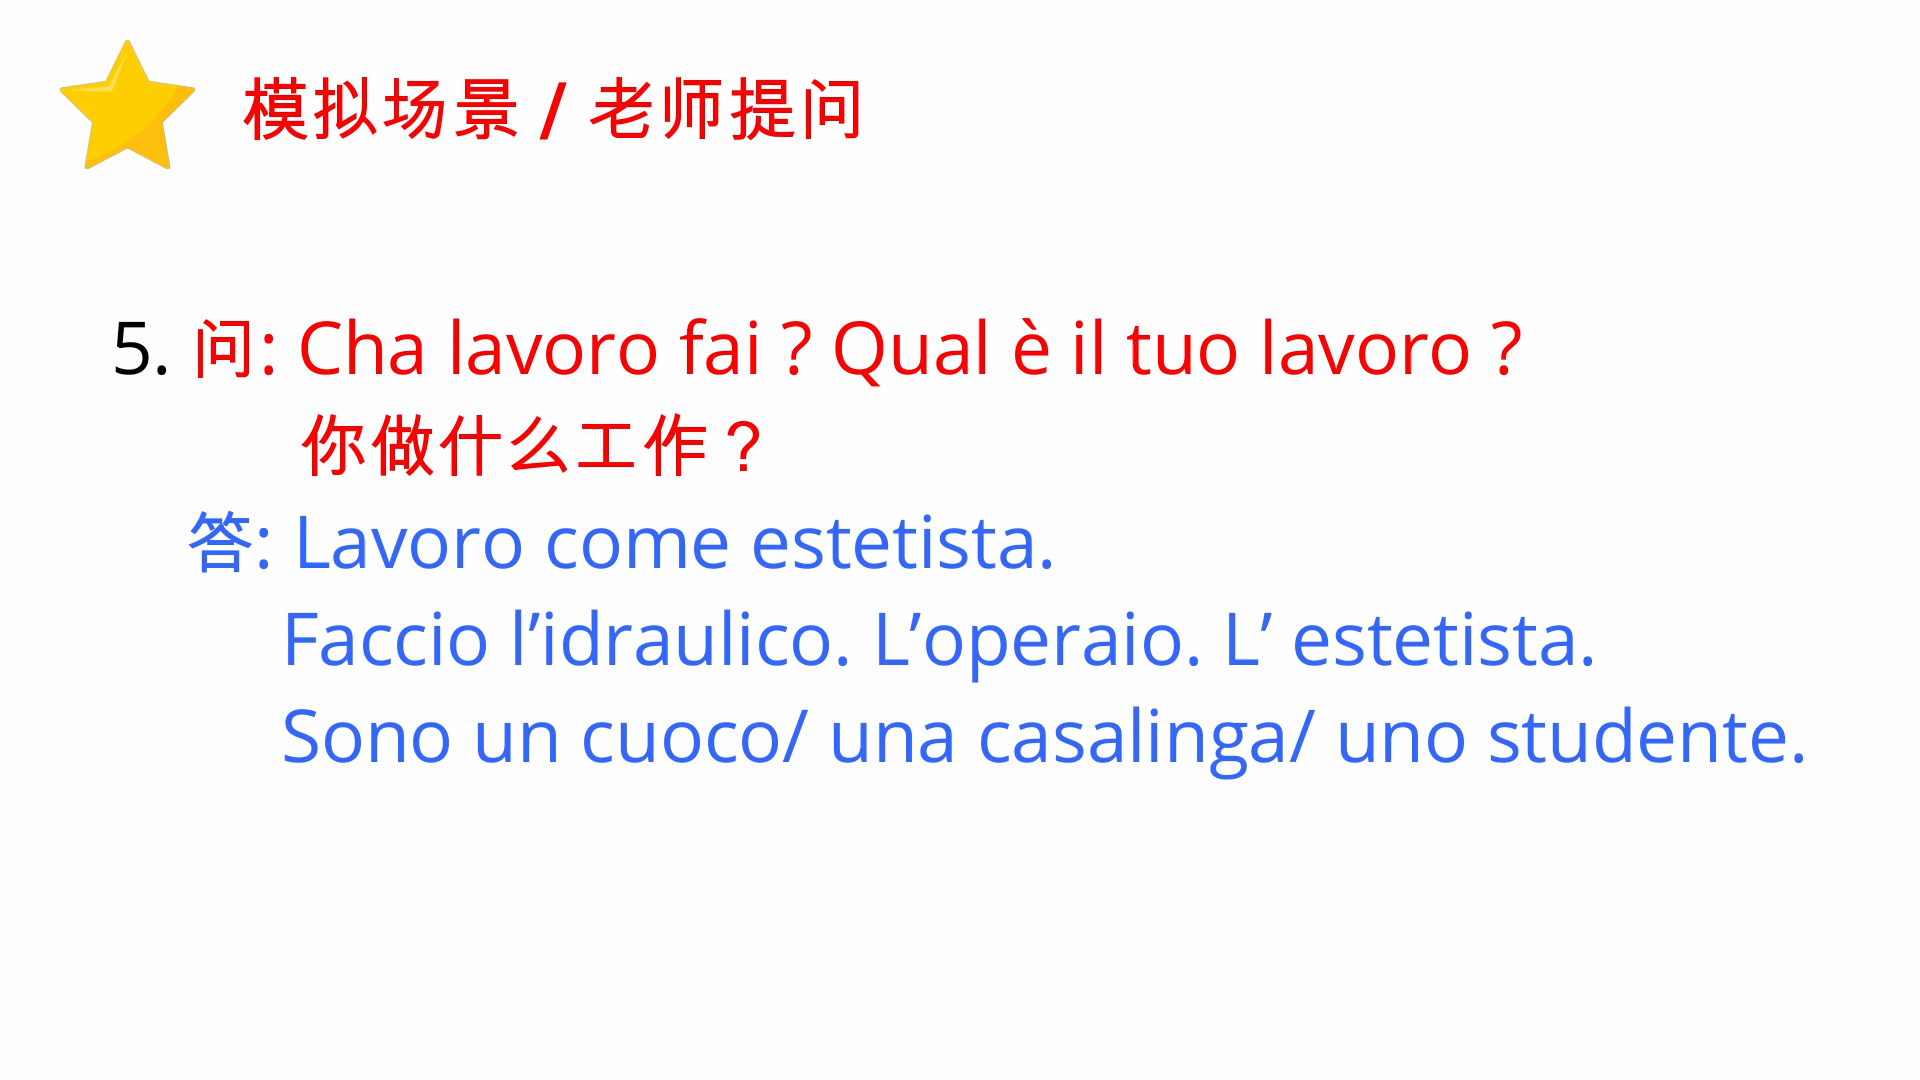 模拟场景 / 老师提问
5. 问: Cha lavoro fai ? Qual è il tuo lavoro ?
你做什么工作 ?
答: Lavoro come estetista.
Faccio l’idraulico. L’operaio. L’ estetista.
Sono un cuoco/ una casalinga/ uno studente.